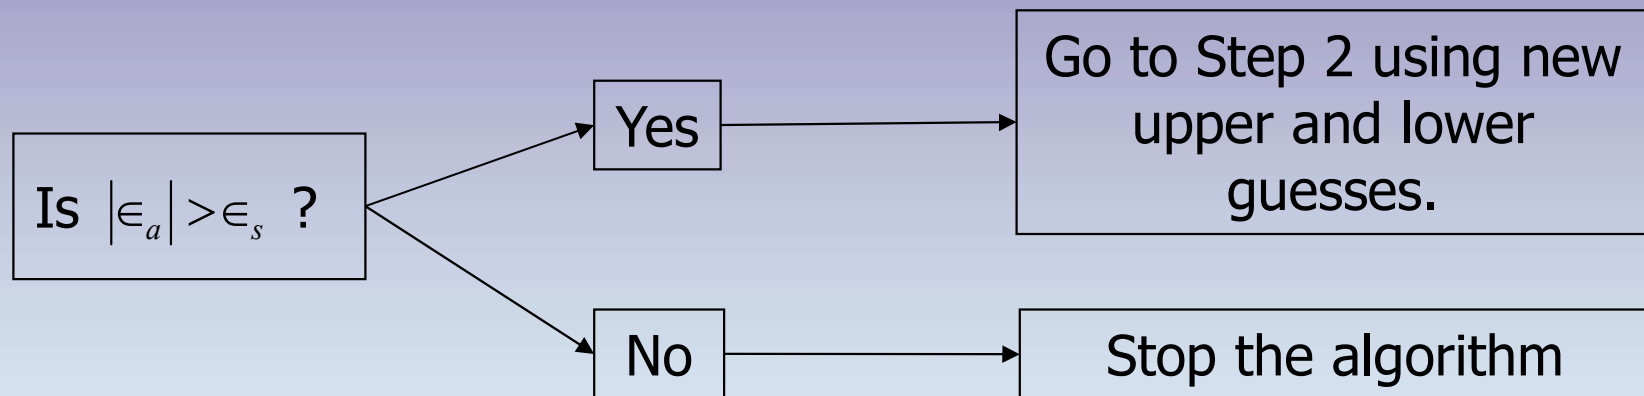 Is |∈ₐ| > ∈ₛ ?
Yes
Go to Step 2 using new
upper and lower
guesses.
No
Stop the algorithm